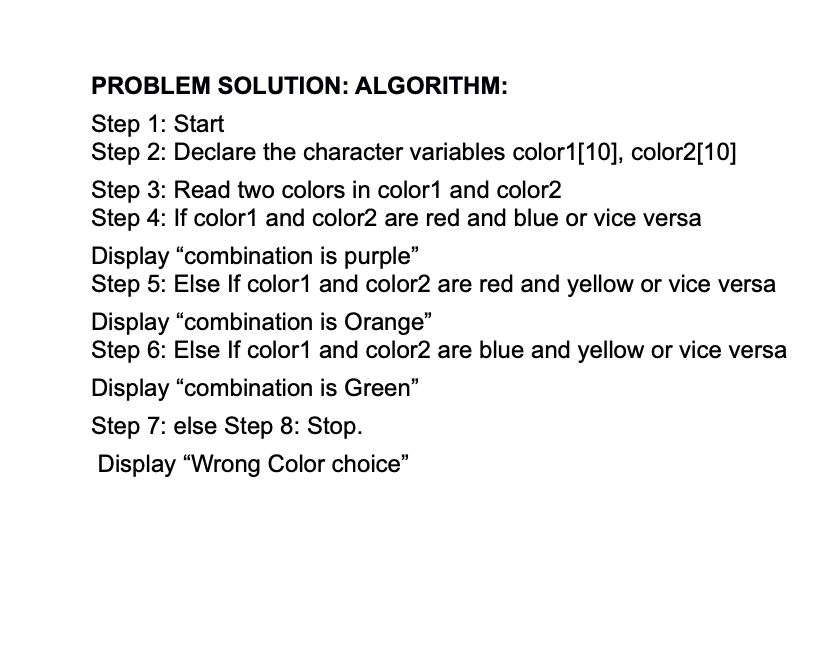 PROBLEM SOLUTION: ALGORITHM:
Step 1: Start
Step 2: Declare the character variables color1[10], color2[10]
Step 3: Read two colors in color1 and color2
Step 4: If color1 and color2 are red and blue or vice versa
Display “combination is purple”
Step 5: Else If color1 and color2 are red and yellow or vice versa
Display “combination is Orange”
Step 6: Else If color1 and color2 are blue and yellow or vice versa
Display “combination is Green”
Step 7: else Step 8: Stop.
Display “Wrong Color choice”